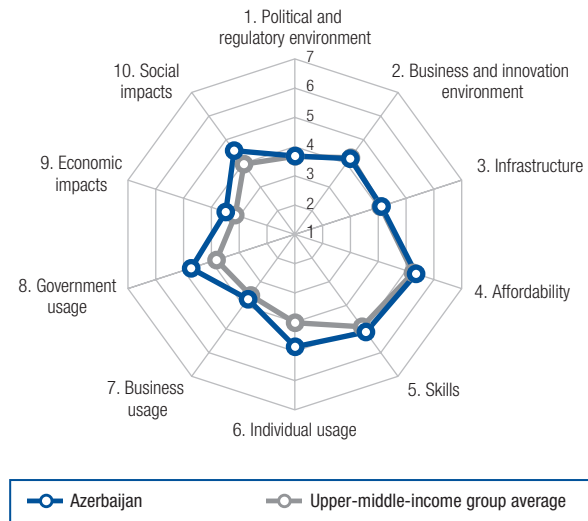 1. Political and
regulatory environment
2. Business and innovation
environment
3. Infrastructure
4. Affordability
5. Skills
6. Individual usage
7. Business
usage
8. Government
usage
9. Economic
impacts
10. Social
impacts
7
6
5
4
3
2
1
Azerbaijan
Upper-middle-income group average